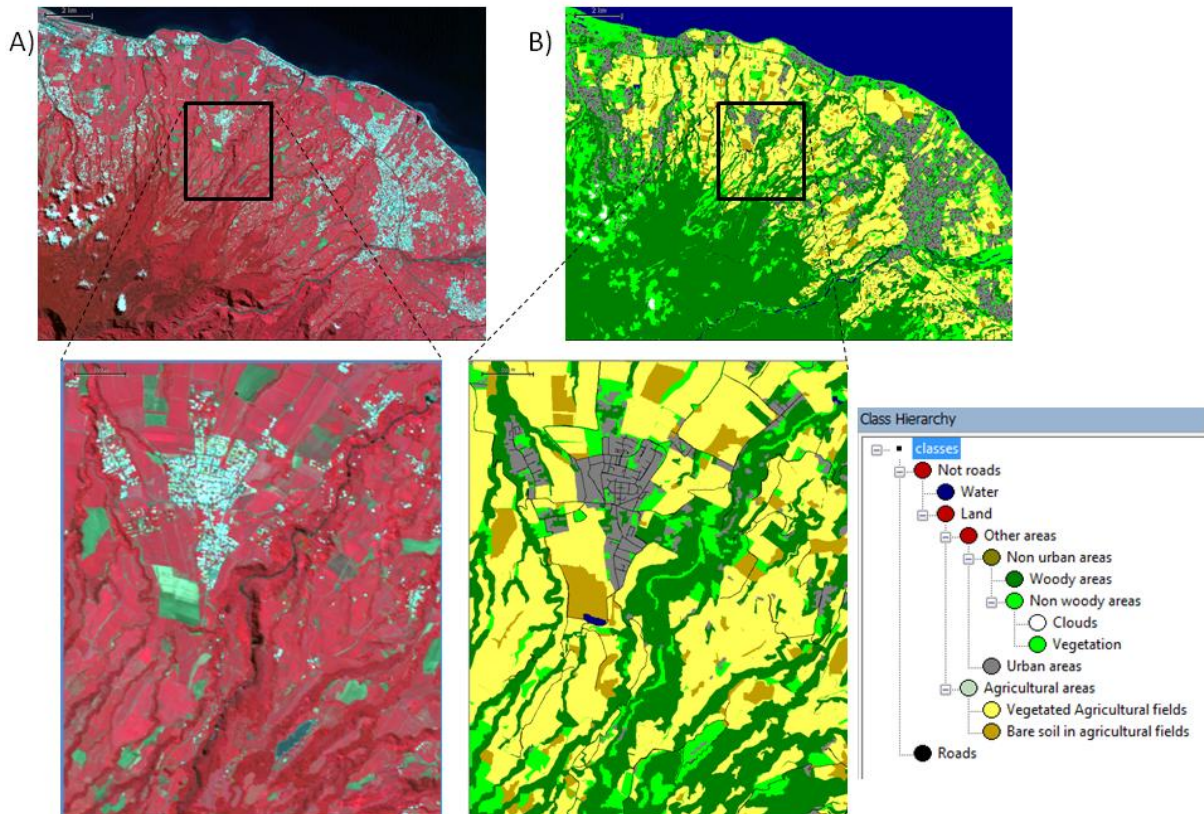 A)
2 km
B)
2 km
Class Hierarchy
classes
Not roads
Water
Land
Other areas
Non urban areas
Woody areas
Non woody areas
Clouds
Vegetation
Urban areas
Agricultural areas
Vegetated Agricultural fields
Bare soil in agricultural fields
Roads